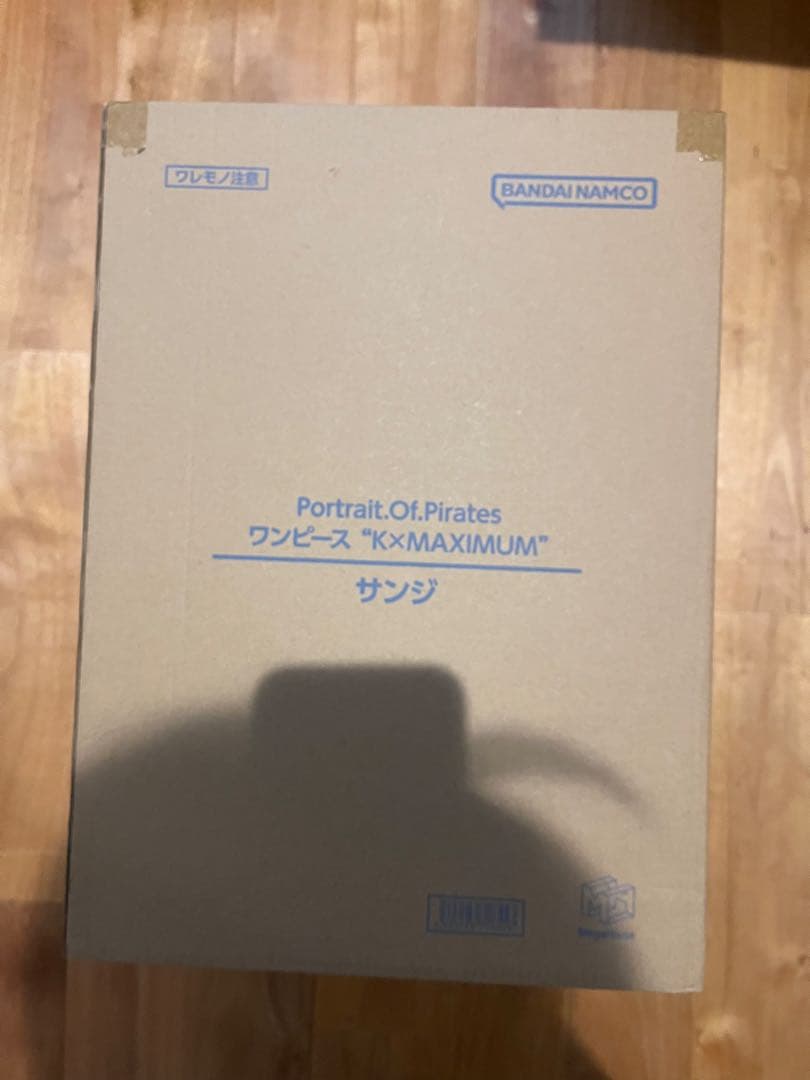 ワレモノ注意
BANDAI NAMCO
Portrait.Of.Pirates
ワンピース “K×MAXIMUM”
サンジ